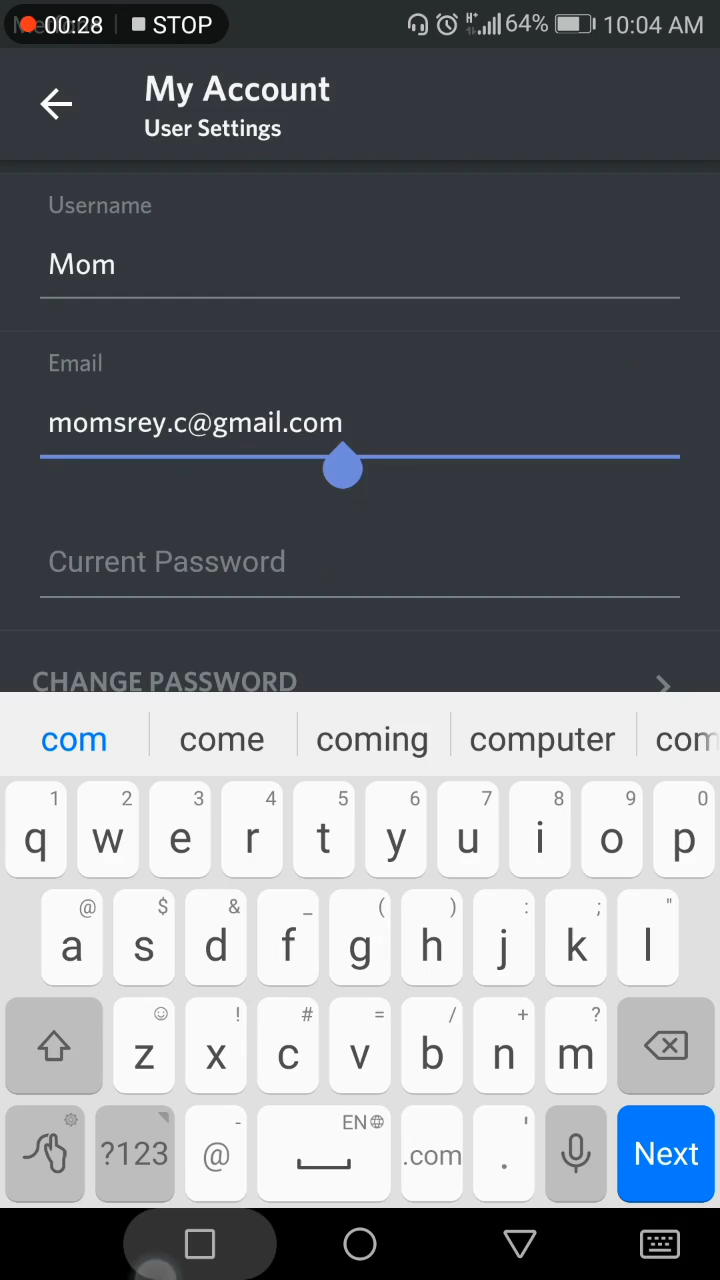 00:28 STOP 64% 10:04 AM
My Account
User Settings
Username
Mom
Email
momsrey.c@gmail.com
Current Password
CHANGE PASSWORD
com come coming computer com
1 2 3 4 5 6 7 8 9 0
q w e r t y u i o p
@ $ & _ ( ) : ; "
a s d f g h j k l
! # = / + ?
z x c v b n m
- EN '
?123 @ .com . Next